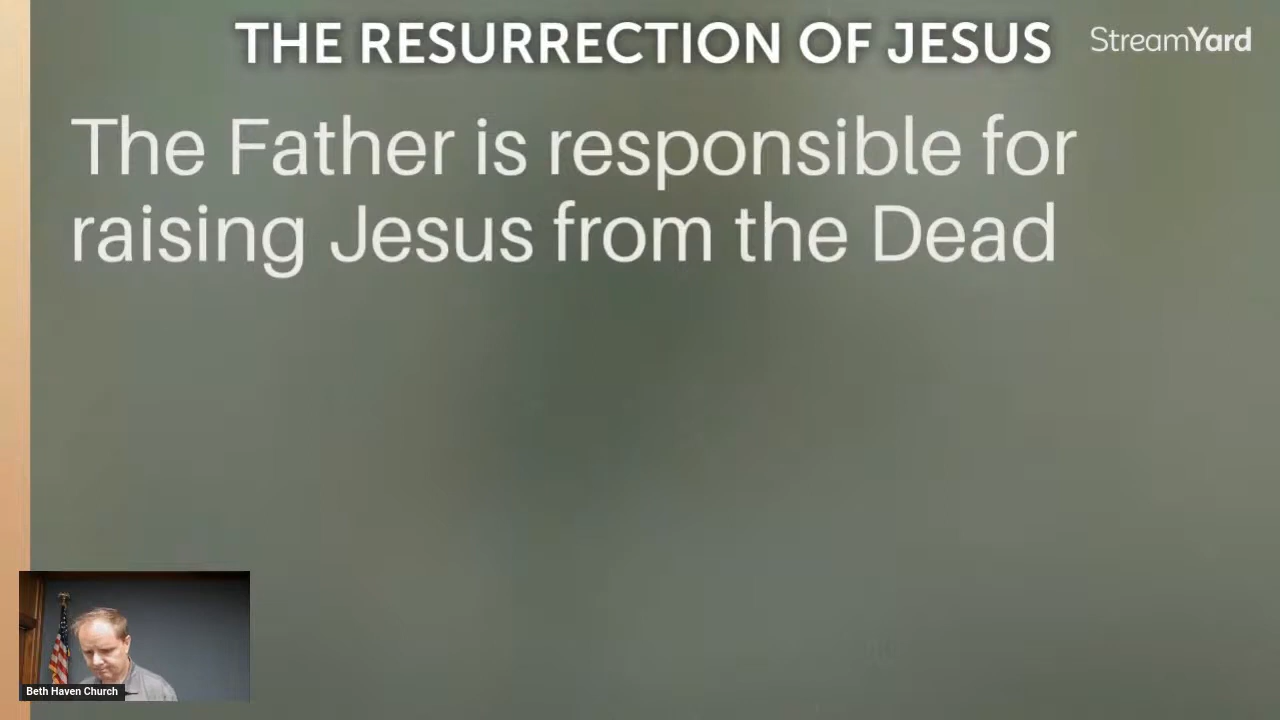 THE RESURRECTION OF JESUS
StreamYard
The Father is responsible for
raising Jesus from the Dead
Beth Haven Church